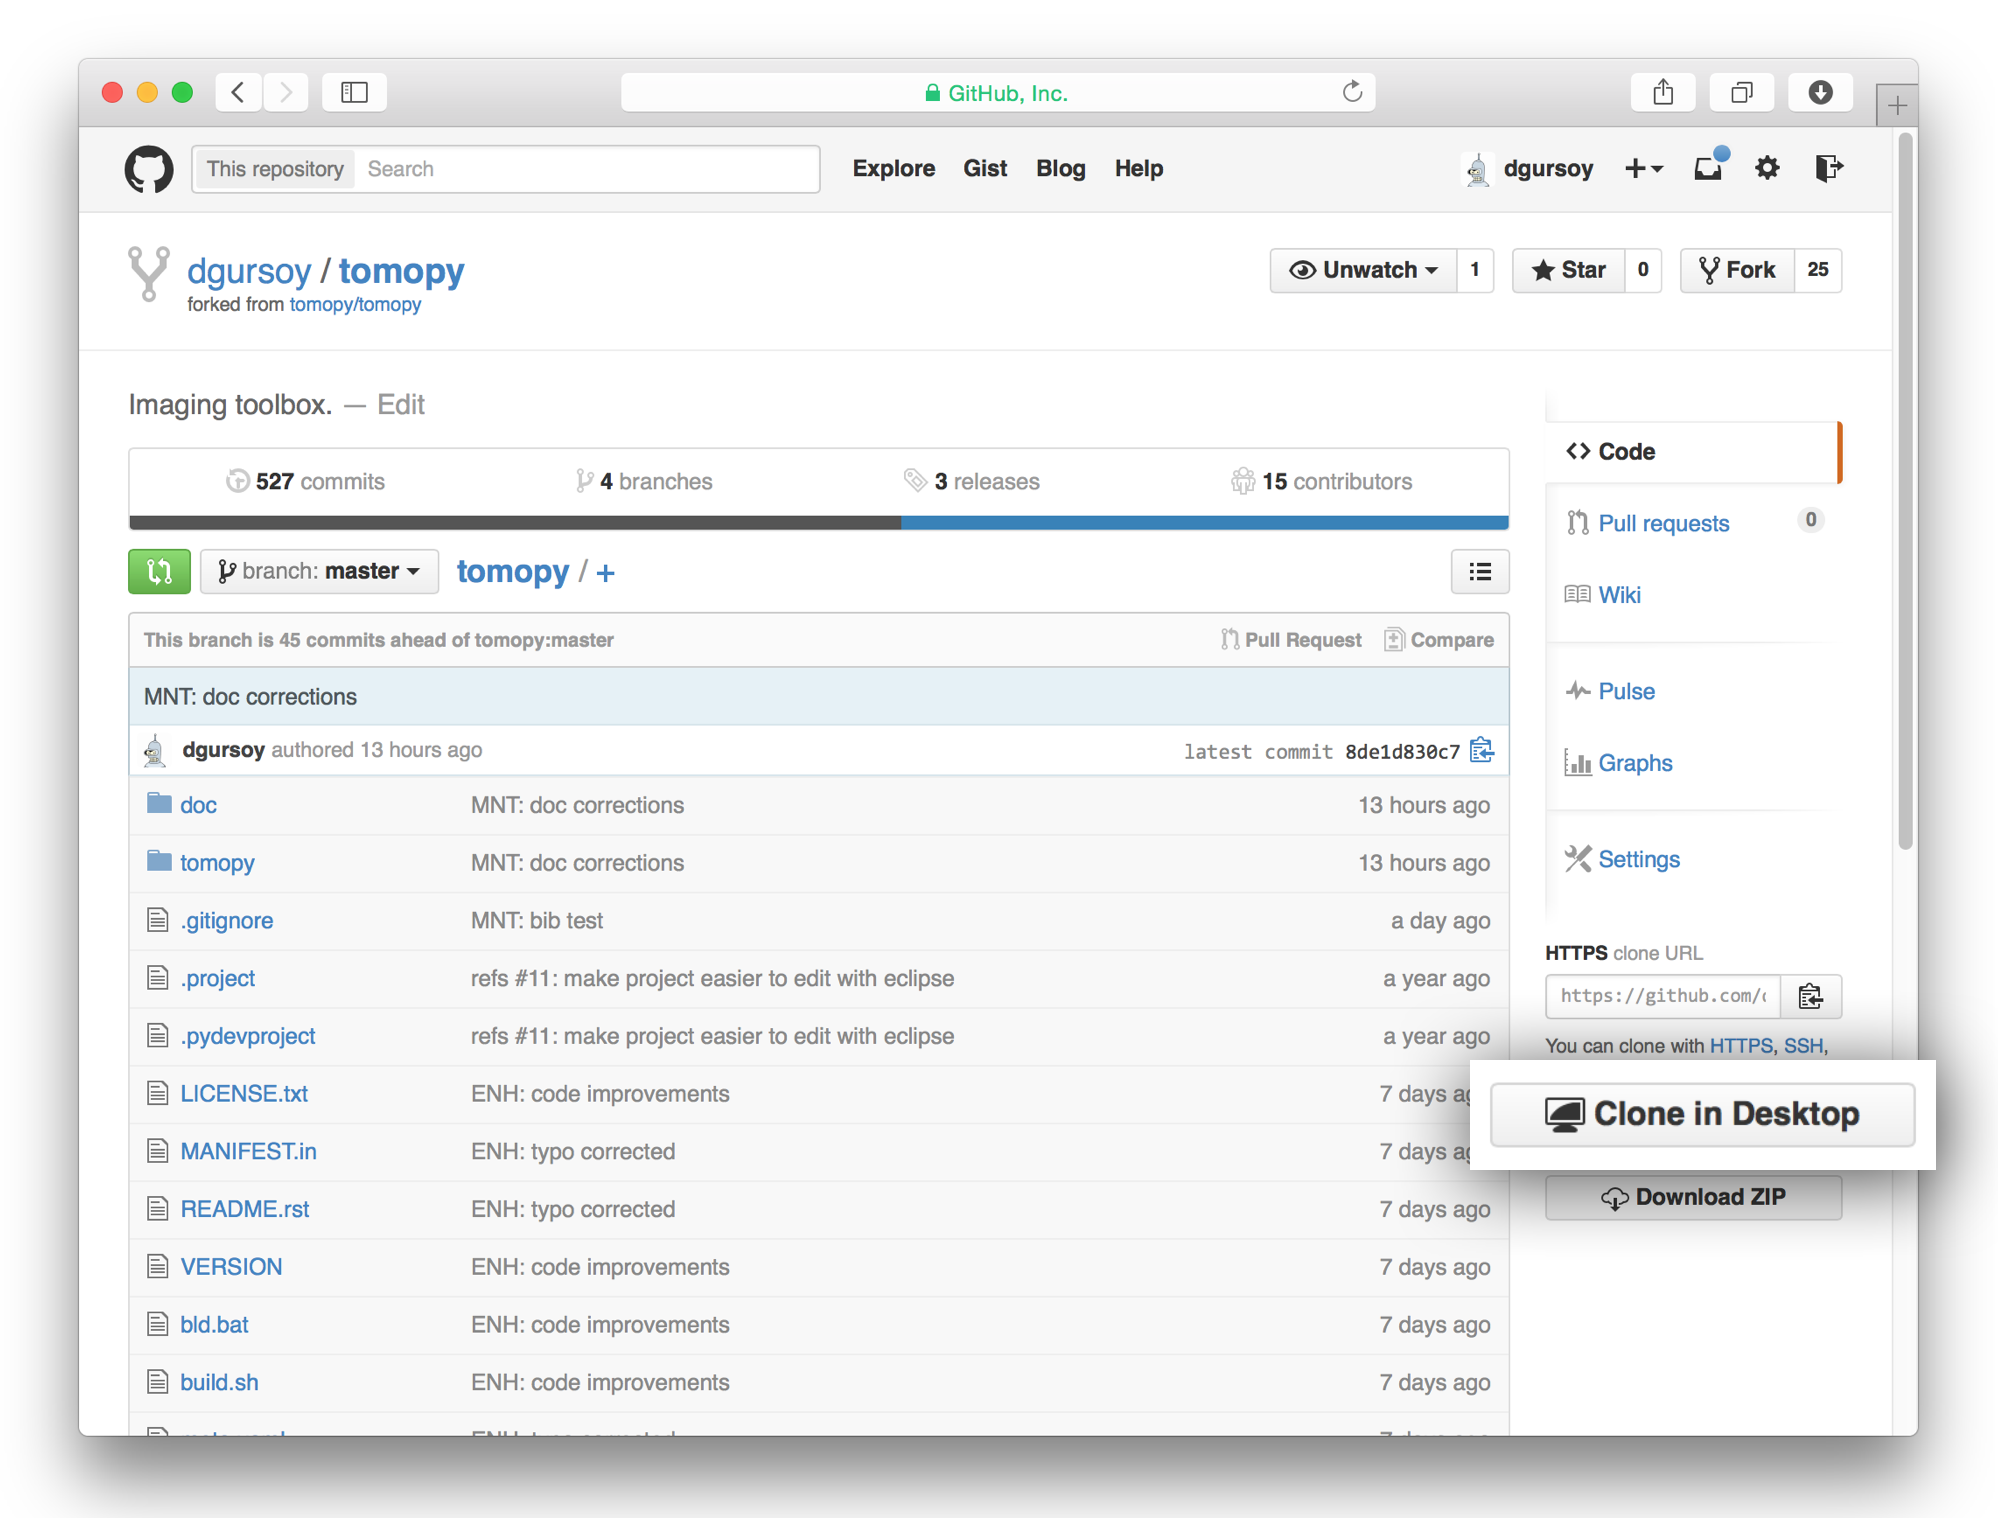 GitHub, Inc.
This repository Search Explore Gist Blog Help dgursoy
dgursoy / tomopy Unwatch 1 Star 0 Fork 25
forked from tomopy/tomopy
Imaging toolbox. — Edit
527 commits 4 branches 3 releases 15 contributors
branch: master tomopy / +
This branch is 45 commits ahead of tomopy:master Pull Request Compare
MNT: doc corrections
dgursoy authored 13 hours ago latest commit 8de1d830c7
doc MNT: doc corrections 13 hours ago
tomopy MNT: doc corrections 13 hours ago
.gitignore MNT: bib test a day ago
.project refs #11: make project easier to edit with eclipse a year ago
.pydevproject refs #11: make project easier to edit with eclipse a year ago
LICENSE.txt ENH: code improvements 7 days
MANIFEST.in ENH: typo corrected 7 days
README.rst ENH: typo corrected 7 days ago
VERSION ENH: code improvements 7 days ago
bld.bat ENH: code improvements 7 days ago
build.sh ENH: code improvements 7 days ago
Code
Pull requests 0
Wiki
Pulse
Graphs
Settings
HTTPS clone URL
https://github.com/
You can clone with HTTPS, SSH,
Clone in Desktop
Download ZIP